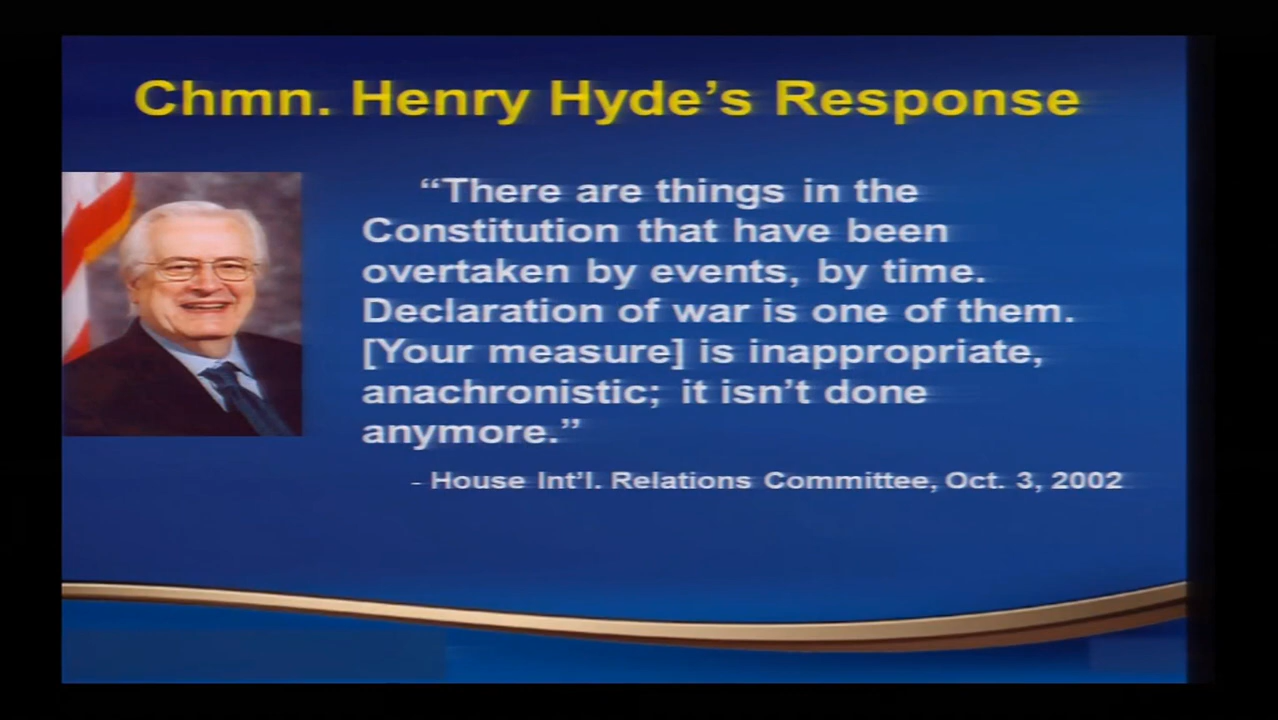 Chmn. Henry Hyde’s Response
“There are things in the
Constitution that have been
overtaken by events, by time.
Declaration of war is one of them.
[Your measure] is inappropriate,
anachronistic; it isn’t done
anymore.”
- House Int’l. Relations Committee, Oct. 3, 2002